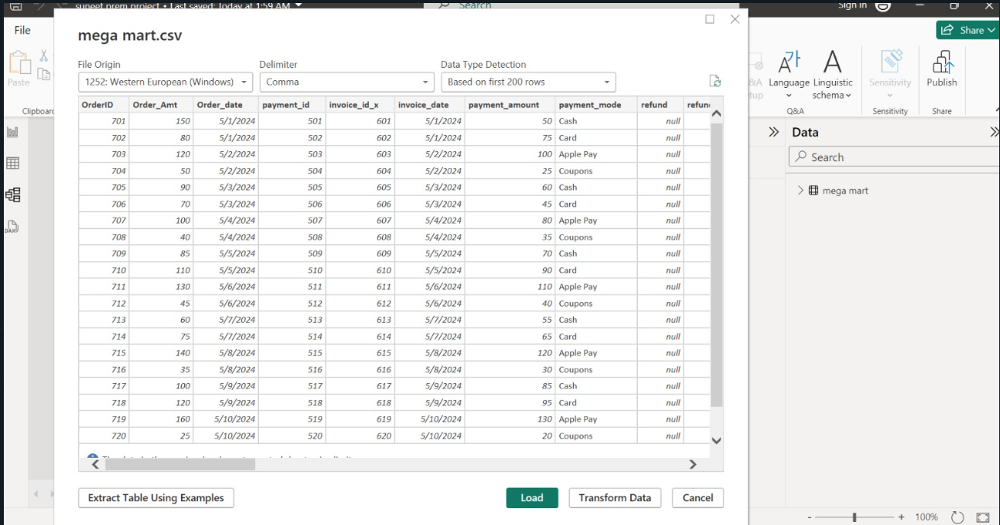 suneet prem project • Last saved: Today at 1:59 AM
Search
Sign in
File
Share
mega mart.csv
File Origin
Delimiter
Data Type Detection
1252: Western European (Windows)
Comma
Based on first 200 rows
Paste
Clipboard
Language
Linguistic schema
Sensitivity
Publish
Q&A
Sensitivity
Share
OrderID Order_Amt Order_date payment_id invoice_id_x invoice_date payment_amount payment_mode refund
701 150 5/1/2024 501 601 5/1/2024 50 Cash null
702 80 5/1/2024 502 602 5/1/2024 75 Card null
703 120 5/2/2024 503 603 5/2/2024 100 Apple Pay null
704 50 5/2/2024 504 604 5/2/2024 25 Coupons null
705 90 5/3/2024 505 605 5/3/2024 60 Cash null
706 70 5/3/2024 506 606 5/3/2024 45 Card null
707 100 5/4/2024 507 607 5/4/2024 80 Apple Pay null
708 40 5/4/2024 508 608 5/4/2024 35 Coupons null
709 85 5/5/2024 509 609 5/5/2024 70 Cash null
710 110 5/5/2024 510 610 5/5/2024 90 Card null
711 130 5/6/2024 511 611 5/6/2024 110 Apple Pay null
712 45 5/6/2024 512 612 5/6/2024 40 Coupons null
713 60 5/7/2024 513 613 5/7/2024 55 Cash null
714 75 5/7/2024 514 614 5/7/2024 65 Card null
715 140 5/8/2024 515 615 5/8/2024 120 Apple Pay null
716 35 5/8/2024 516 616 5/8/2024 30 Coupons null
717 100 5/9/2024 517 617 5/9/2024 85 Cash null
718 120 5/9/2024 518 618 5/9/2024 95 Card null
719 160 5/10/2024 519 619 5/10/2024 130 Apple Pay null
720 25 5/10/2024 520 620 5/10/2024 20 Coupons null
Extract Table Using Examples
Load
Transform Data
Cancel
Data
Search
mega mart
DAX
- + 100%